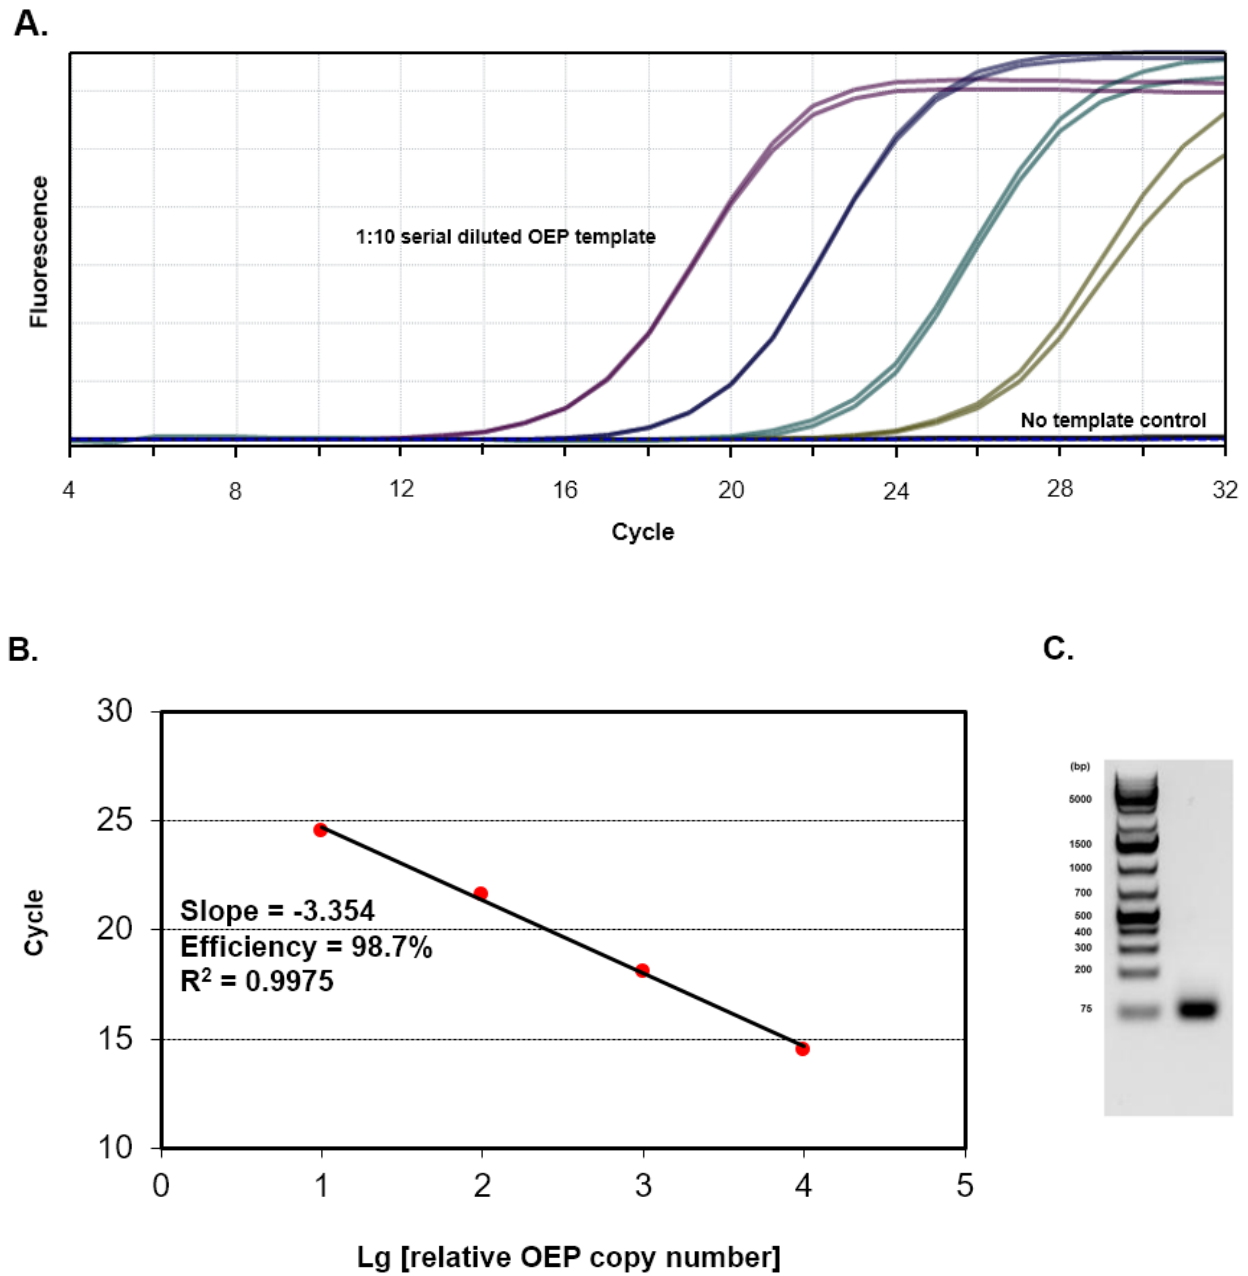 A.
Fluorescence
1:10 serial diluted OEP template
No template control
4 8 12 16 20 24 28 32
Cycle
B.
30
25
20
15
10
Cycle
Slope = -3.354
Efficiency = 98.7%
R² = 0.9975
0 1 2 3 4 5
Lg [relative OEP copy number]
C.
(bp)
5000
1500
1000
700
500
400
300
200
75